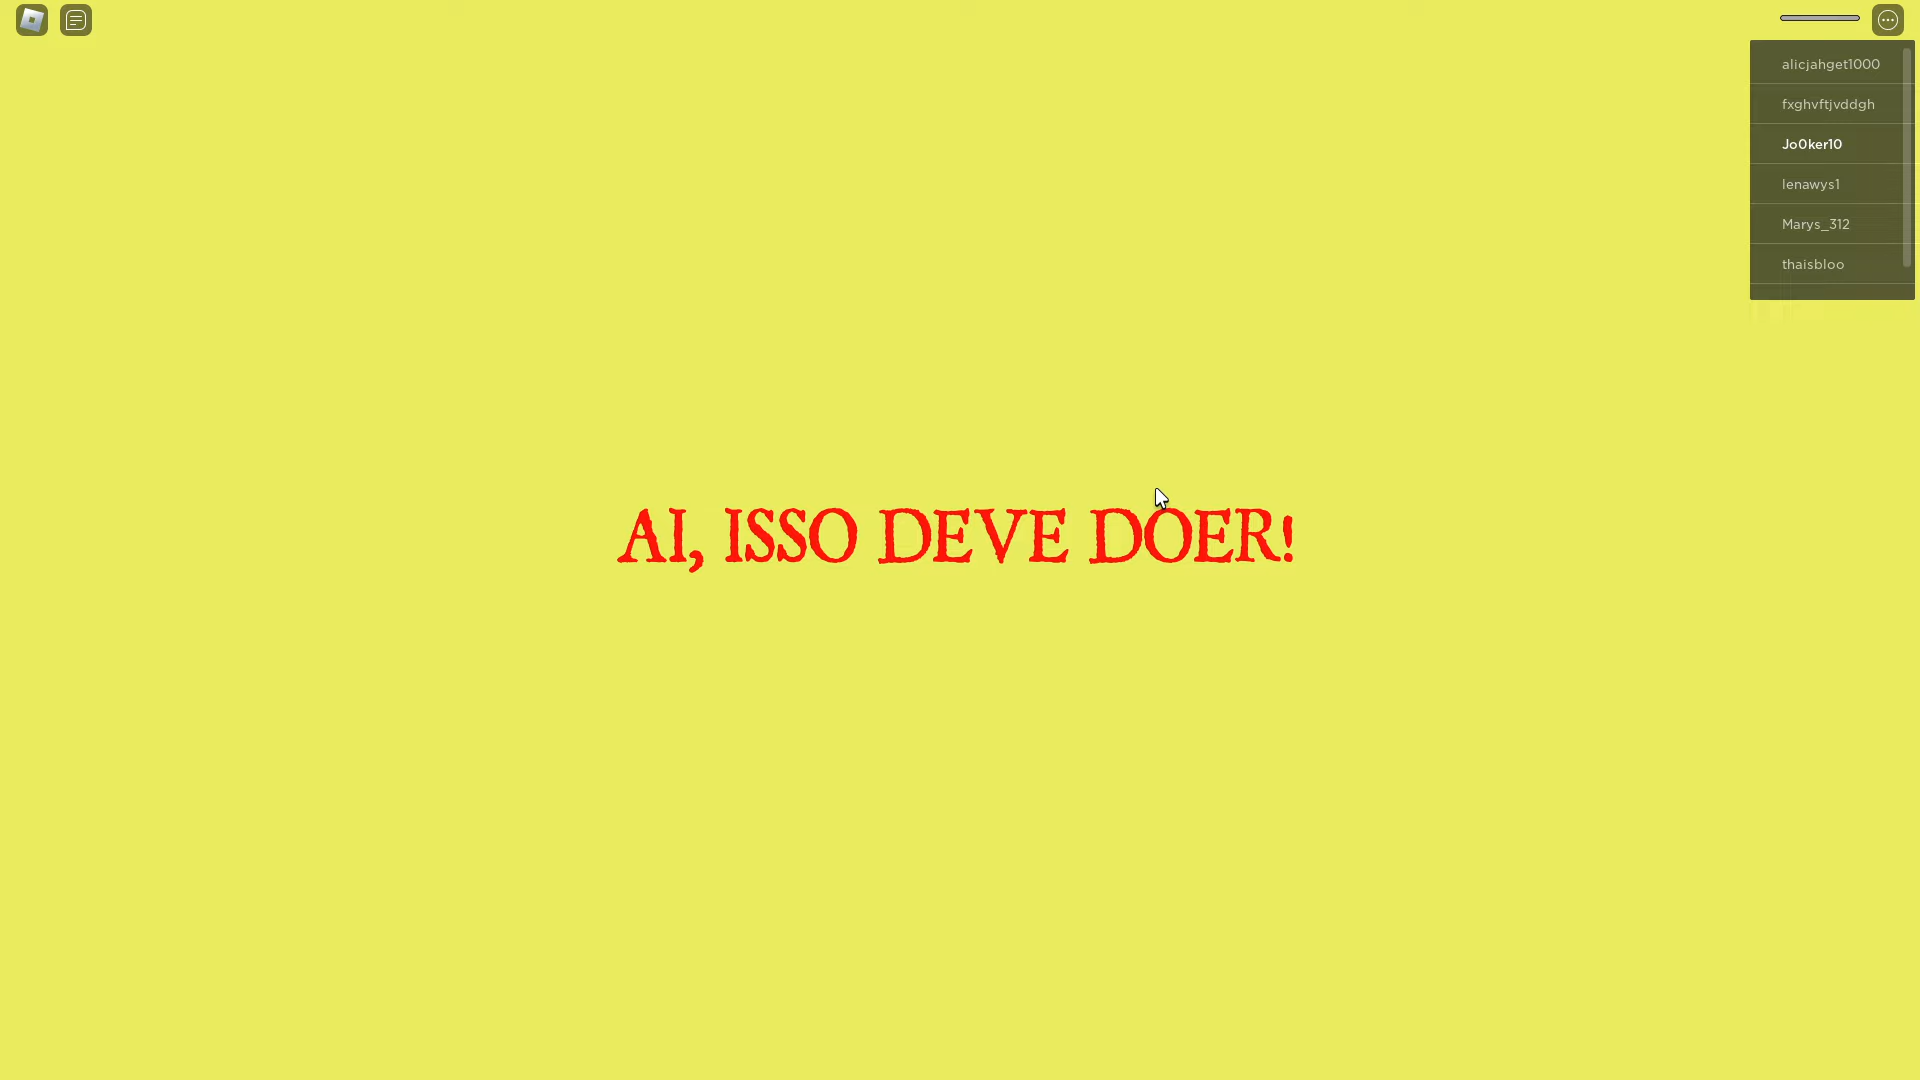 alicjahget1000
fxghvftjvddgh
Jo0ker10
lenawys1
Marys_312
thaisbloo
AI, ISSO DEVE DOER!